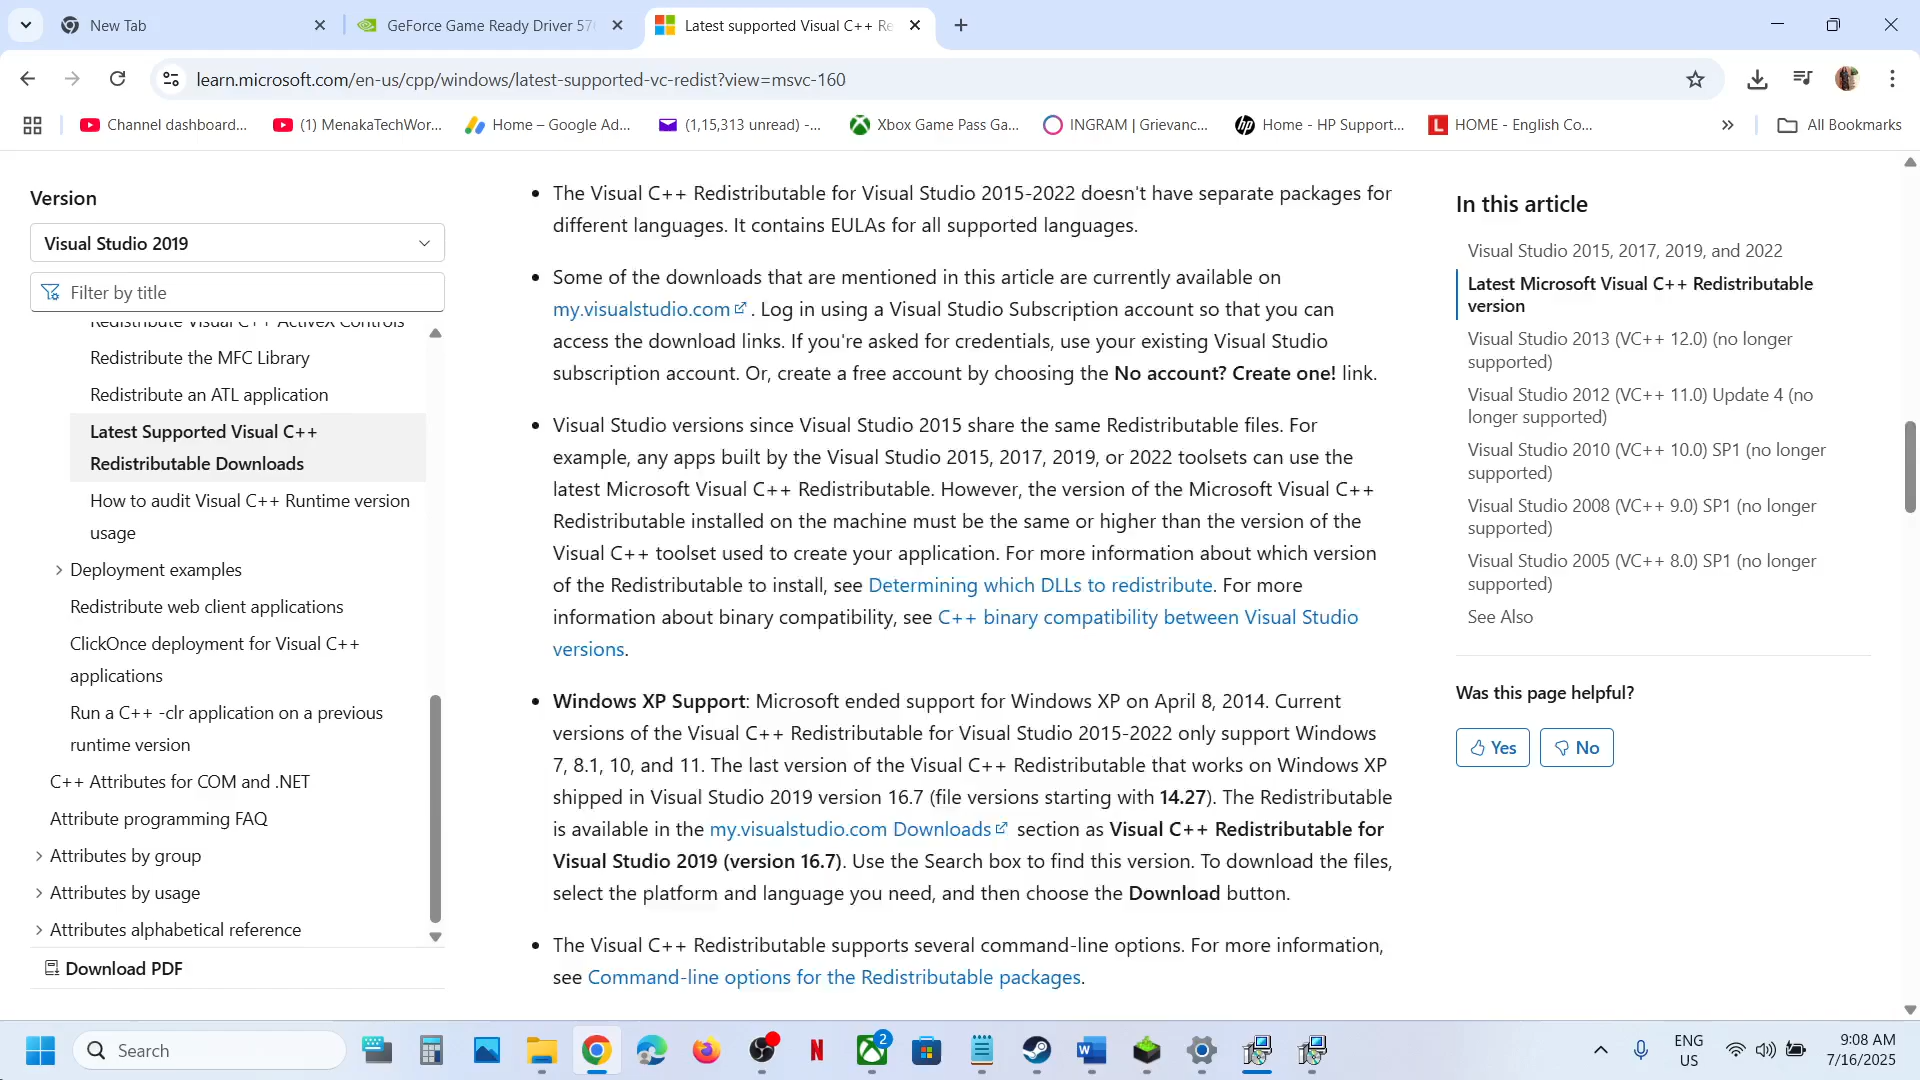 New Tab
GeForce Game Ready Driver 576
Latest supported Visual C++ Re
learn.microsoft.com/en-us/cpp/windows/latest-supported-vc-redist?view=msvc-160
Channel dashboard...
(1) MenakaTechWor...
Home – Google Ad...
(1,15,313 unread) -...
Xbox Game Pass Ga...
INGRAM | Grievanc...
Home - HP Support...
HOME - English Co...
All Bookmarks
Version
Visual Studio 2019
Filter by title
Redistribute Visual C++ ActiveX Controls
Redistribute the MFC Library
Redistribute an ATL application
Latest Supported Visual C++
Redistributable Downloads
How to audit Visual C++ Runtime version
usage
Deployment examples
Redistribute web client applications
ClickOnce deployment for Visual C++
applications
Run a C++ -clr application on a previous
runtime version
C++ Attributes for COM and .NET
Attribute programming FAQ
Attributes by group
Attributes by usage
Attributes alphabetical reference
Download PDF
The Visual C++ Redistributable for Visual Studio 2015-2022 doesn't have separate packages for
different languages. It contains EULAs for all supported languages.
Some of the downloads that are mentioned in this article are currently available on
my.visualstudio.com . Log in using a Visual Studio Subscription account so that you can
access the download links. If you're asked for credentials, use your existing Visual Studio
subscription account. Or, create a free account by choosing the No account? Create one! link.
Visual Studio versions since Visual Studio 2015 share the same Redistributable files. For
example, any apps built by the Visual Studio 2015, 2017, 2019, or 2022 toolsets can use the
latest Microsoft Visual C++ Redistributable. However, the version of the Microsoft Visual C++
Redistributable installed on the machine must be the same or higher than the version of the
Visual C++ toolset used to create your application. For more information about which version
of the Redistributable to install, see Determining which DLLs to redistribute. For more
information about binary compatibility, see C++ binary compatibility between Visual Studio
versions.
Windows XP Support: Microsoft ended support for Windows XP on April 8, 2014. Current
versions of the Visual C++ Redistributable for Visual Studio 2015-2022 only support Windows
7, 8.1, 10, and 11. The last version of the Visual C++ Redistributable that works on Windows XP
shipped in Visual Studio 2019 version 16.7 (file versions starting with 14.27). The Redistributable
is available in the my.visualstudio.com Downloads section as Visual C++ Redistributable for
Visual Studio 2019 (version 16.7). Use the Search box to find this version. To download the files,
select the platform and language you need, and then choose the Download button.
The Visual C++ Redistributable supports several command-line options. For more information,
see Command-line options for the Redistributable packages.
In this article
Visual Studio 2015, 2017, 2019, and 2022
Latest Microsoft Visual C++ Redistributable
version
Visual Studio 2013 (VC++ 12.0) (no longer
supported)
Visual Studio 2012 (VC++ 11.0) Update 4 (no
longer supported)
Visual Studio 2010 (VC++ 10.0) SP1 (no longer
supported)
Visual Studio 2008 (VC++ 9.0) SP1 (no longer
supported)
Visual Studio 2005 (VC++ 8.0) SP1 (no longer
supported)
See Also
Was this page helpful?
Yes
No
Search
2
ENG
US
9:08 AM
7/16/2025